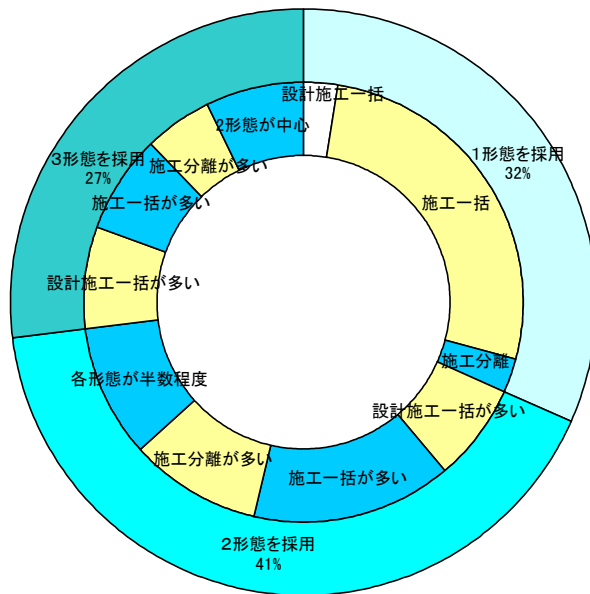 設計施工一括
2形態が中心
1形態を採用
32%
3形態を採用
27%
施工分離が多い
施工一括が多い
施工一括
設計施工一括が多い
施工分離
各形態が半数程度
設計施工一括が多い
施工分離が多い
施工一括が多い
２形態を採用
41%